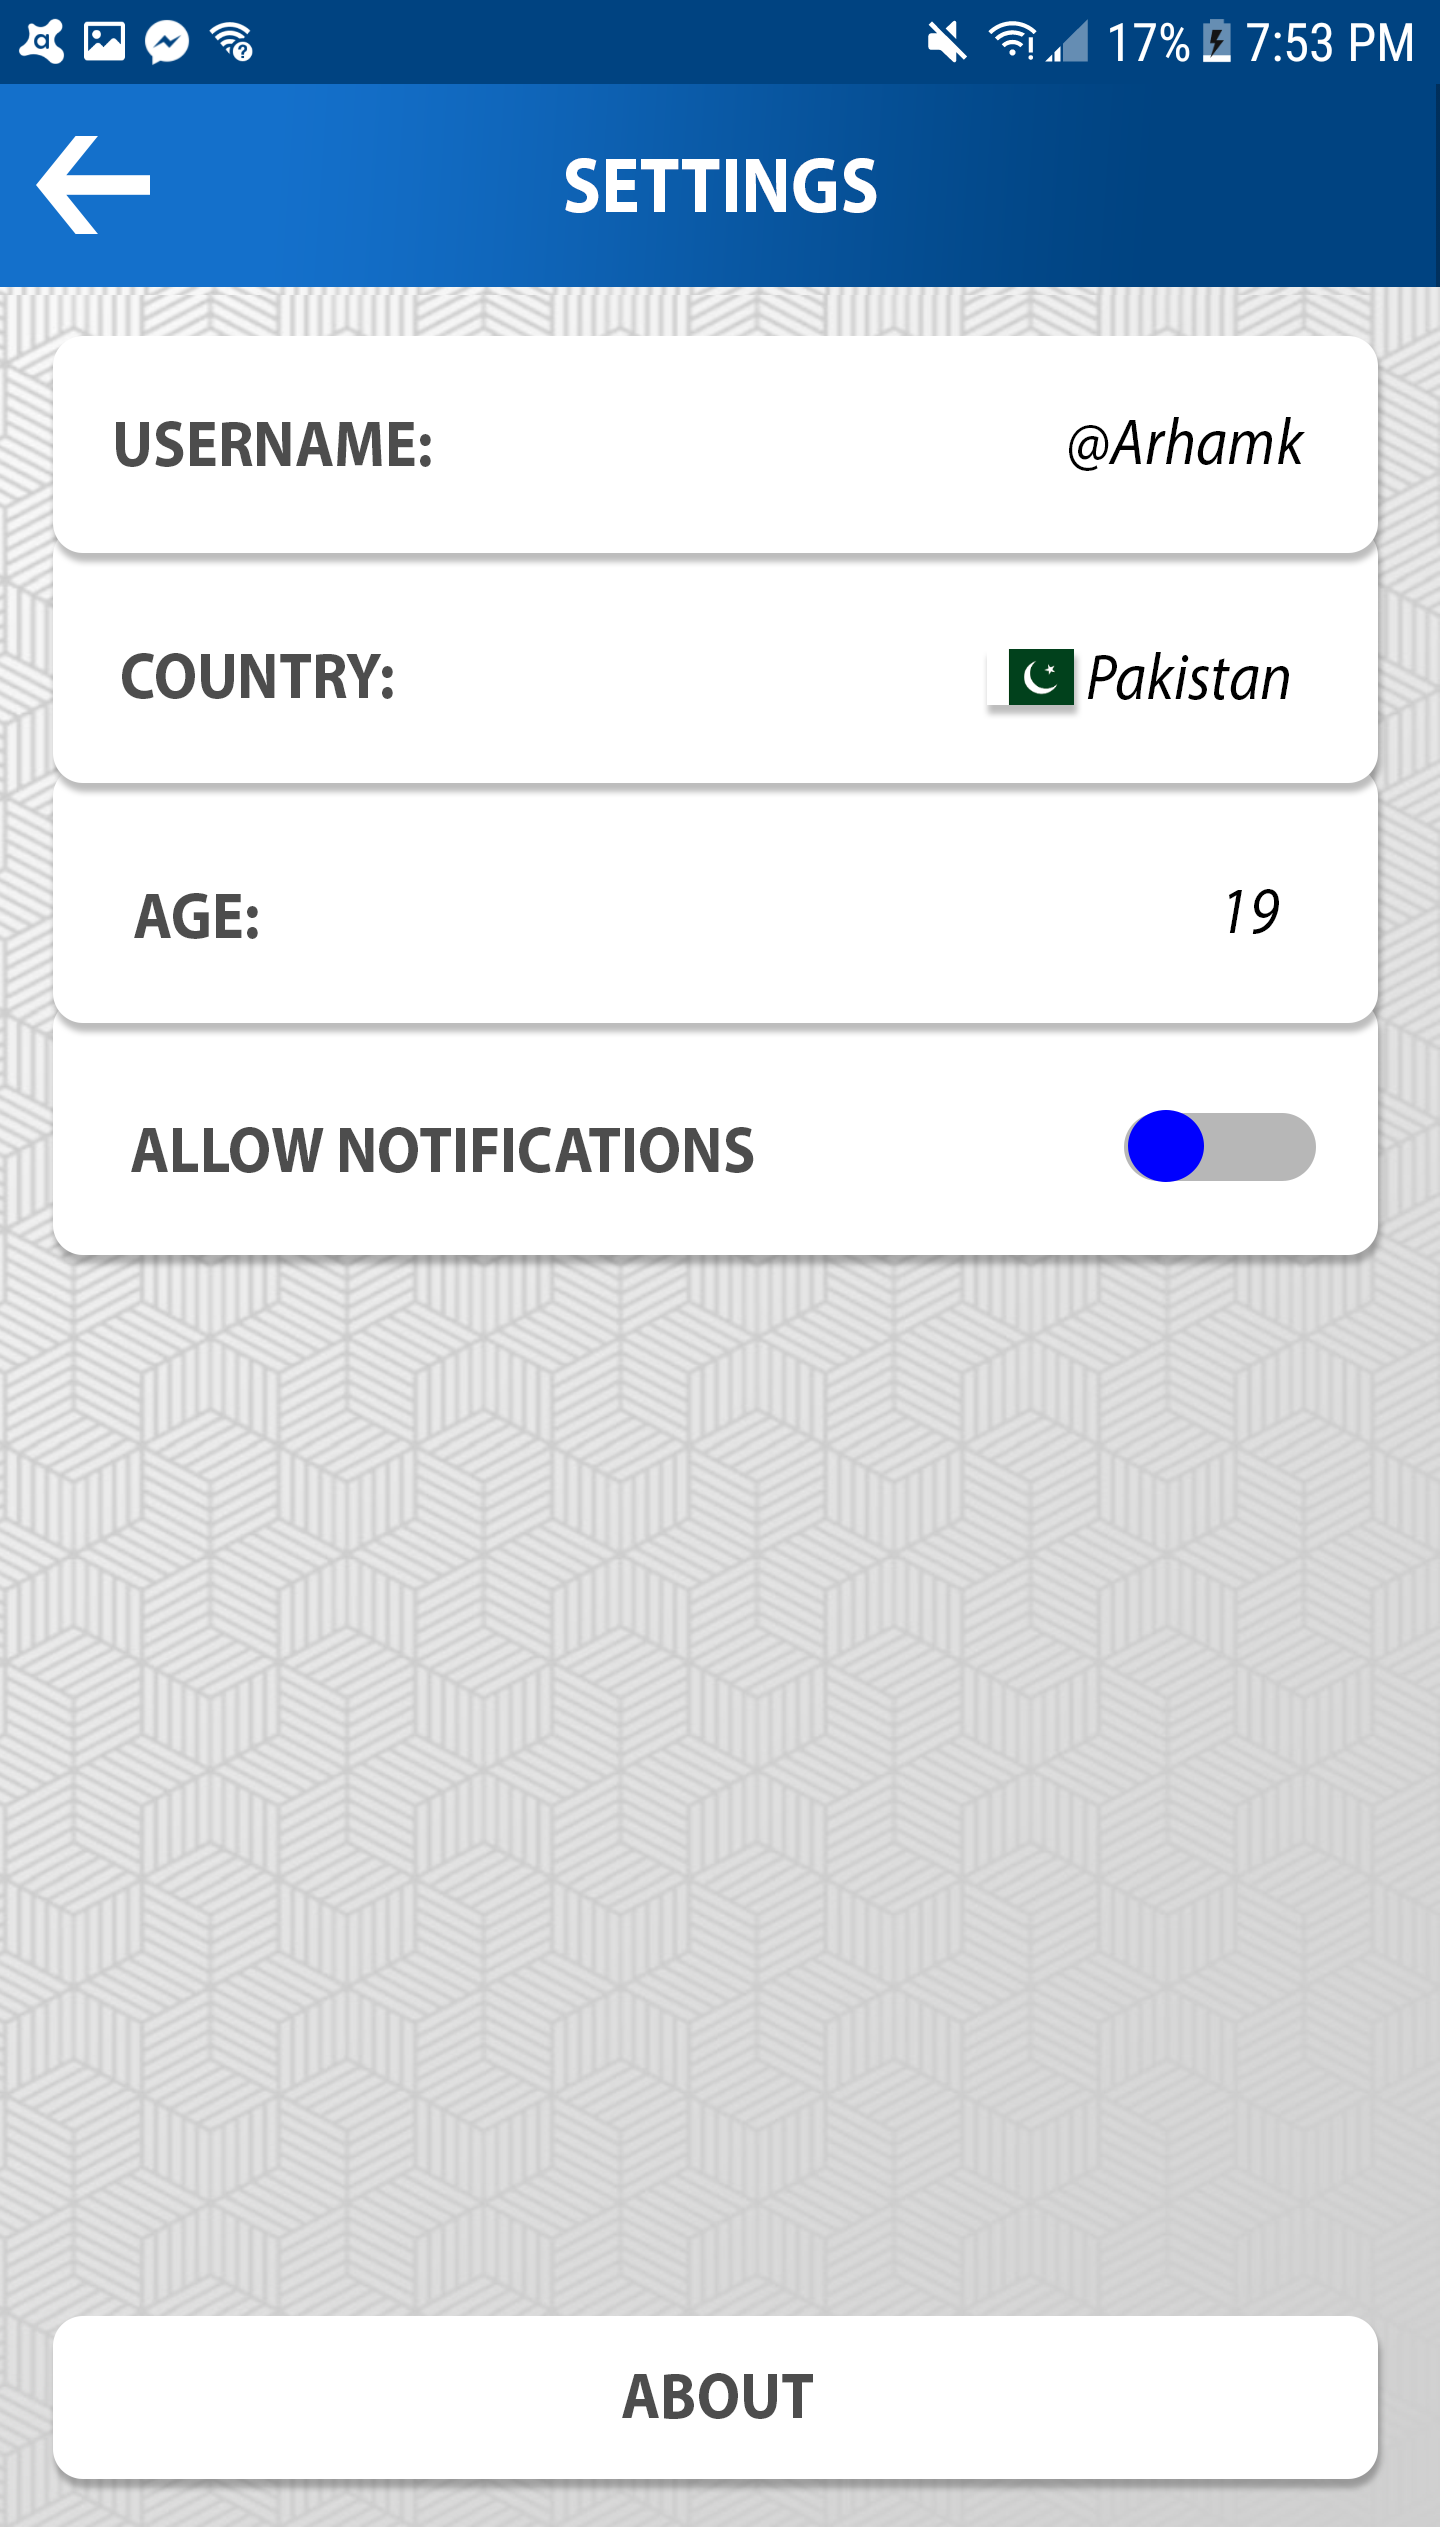 17% 7:53 PM
SETTINGS
USERNAME: @Arhamk
COUNTRY: Pakistan
AGE: 19
ALLOW NOTIFICATIONS
ABOUT